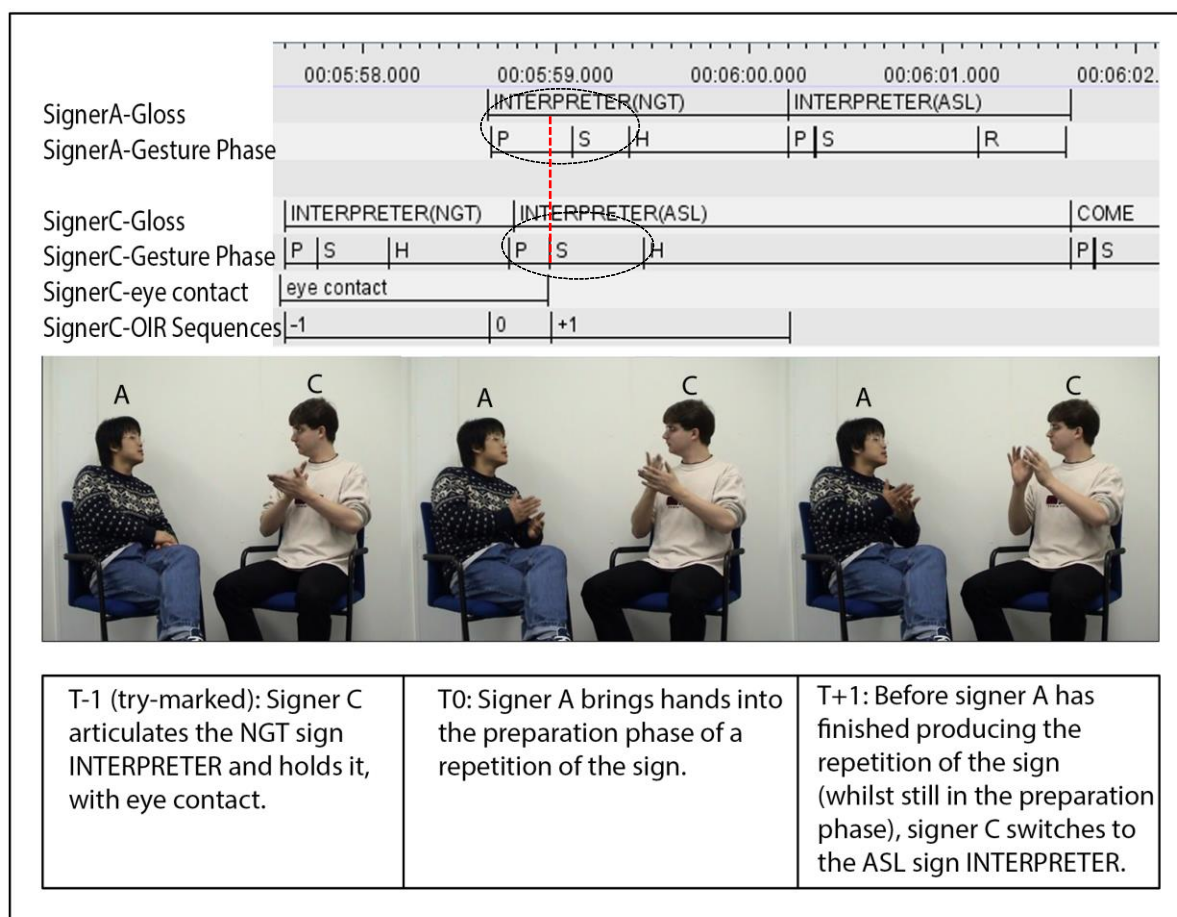 00:05:58.000 00:05:59.000 00:06:00.000 00:06:01.000 00:06:02.
SignerA-Gloss INTERPRETER(NGT) INTERPRETER(ASL)
SignerA-Gesture Phase P S H P S R
SignerC-Gloss INTERPRETER(NGT) INTERPRETER(ASL) COME
SignerC-Gesture Phase P S H P S H P S
SignerC-eye contact eye contact
SignerC-OIR Sequences -1 0 +1
A C A C A C
T-1 (try-marked): Signer C
articulates the NGT sign
INTERPRETER and holds it,
with eye contact.
T0: Signer A brings hands into
the preparation phase of a
repetition of the sign.
T+1: Before signer A has
finished producing the
repetition of the sign
(whilst still in the preparation
phase), signer C switches to
the ASL sign INTERPRETER.